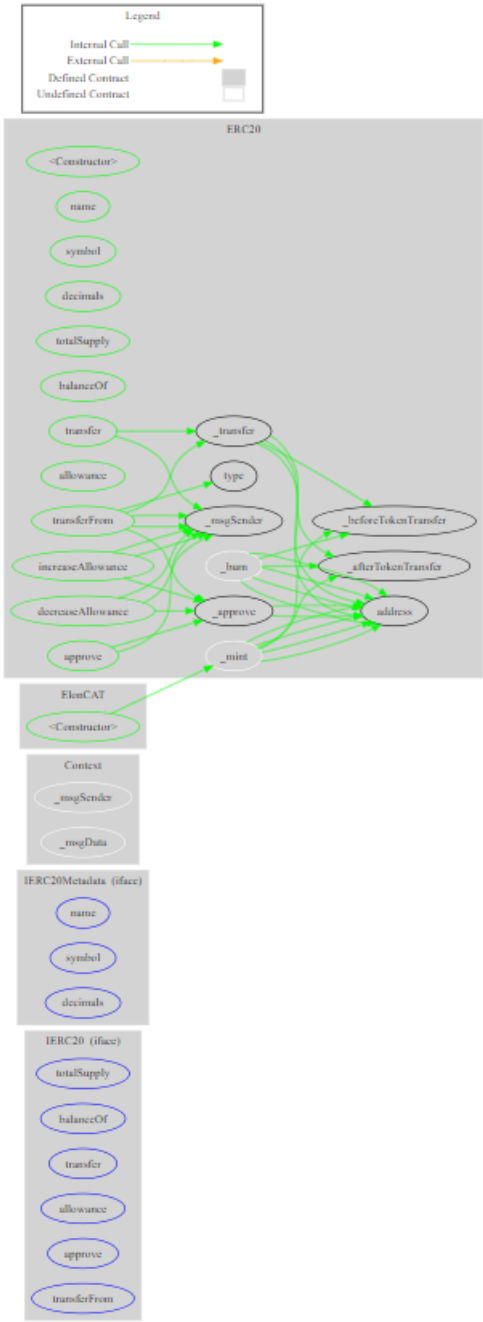 Legend
Internal Call
External Call
Defined Contract
Undefined Contract
ERC20
<Constructor>
name
symbol
decimals
totalSupply
balanceOf
transfer
_transfer
allowance
type
transferFrom
_msgSender
_beforeTokenTransfer
increaseAllowance
_burn
_afterTokenTransfer
decreaseAllowance
_approve
address
approve
_mint
ElonCAT
<Constructor>
Context
_msgSender
_msgData
IERC20Metadata (iface)
name
symbol
decimals
IERC20 (iface)
totalSupply
balanceOf
transfer
allowance
approve
transferFrom